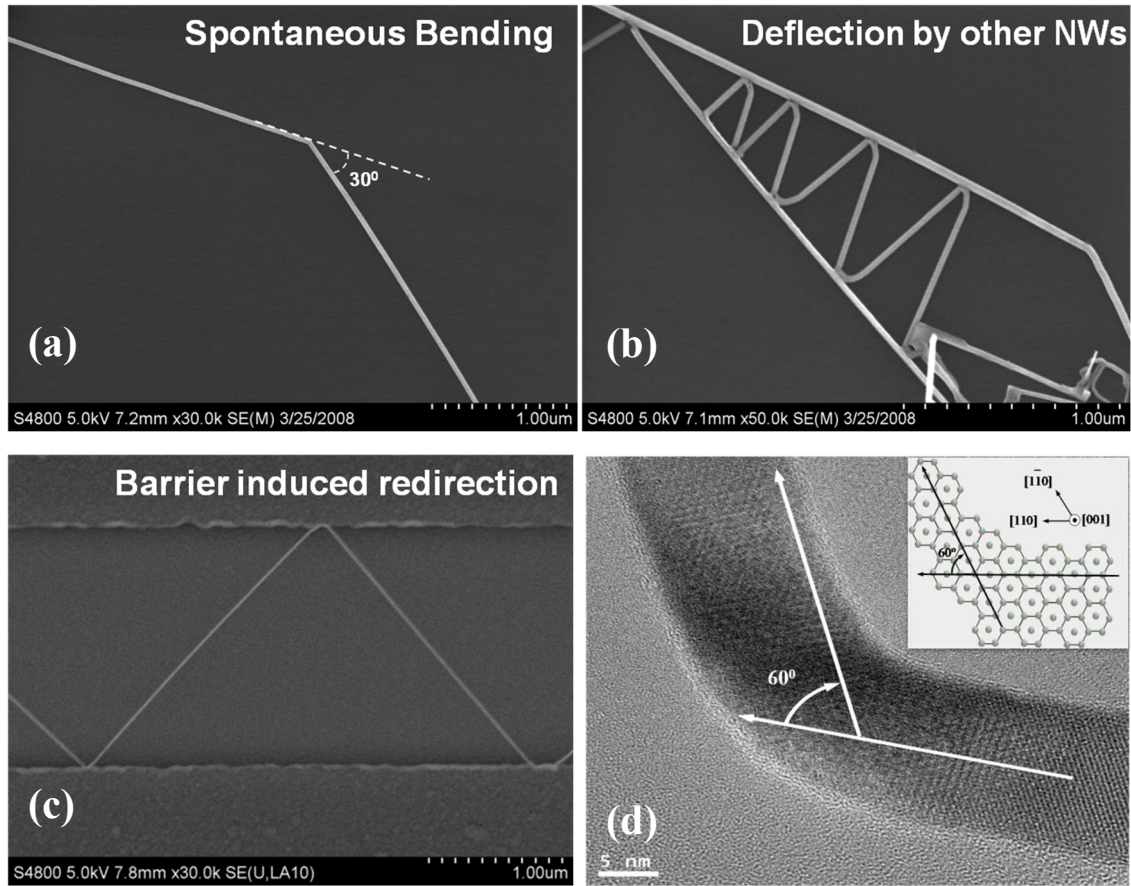 Spontaneous Bending
30⁰
(a)
S4800 5.0kV 7.2mm x30.0k SE(M) 3/25/2008 1.00um
Deflection by other NWs
(b)
S4800 5.0kV 7.1mm x50.0k SE(M) 3/25/2008 1.00um
Barrier induced redirection
(c)
S4800 5.0kV 7.8mm x30.0k SE(U,LA10) 1.00um
[1̄10]
[110]
[001]
60⁰
60⁰
(d)
5 nm